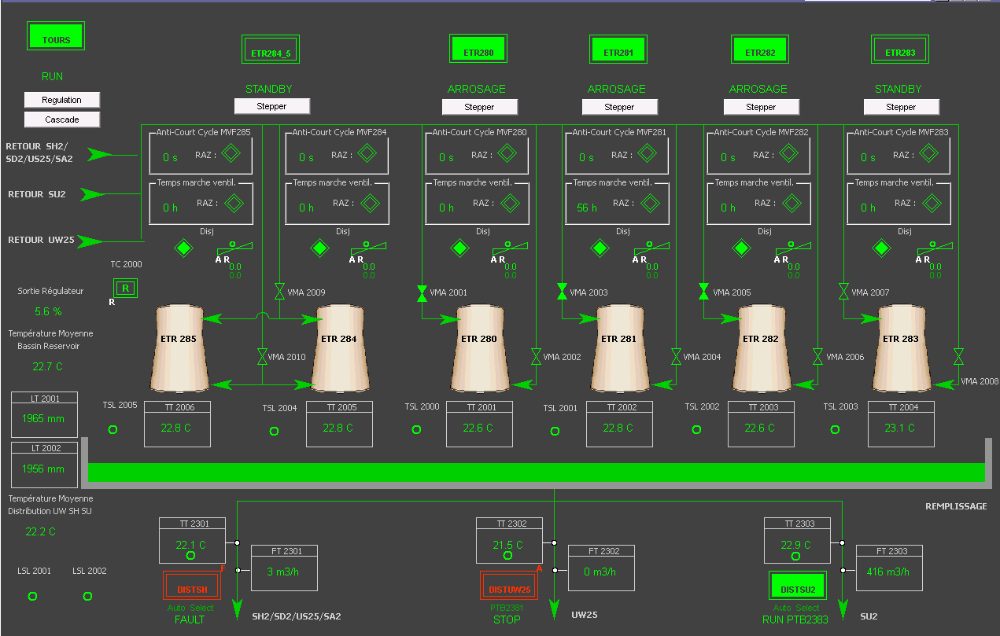 TOURS
ETR284_5
ETR280
ETR281
ETR282
ETR283
RUN
STANDBY
ARROSAGE
ARROSAGE
ARROSAGE
STANDBY
Regulation
Stepper
Stepper
Stepper
Stepper
Stepper
Cascade
Anti-Court Cycle MVF285
Anti-Court Cycle MVF284
Anti-Court Cycle MVF280
Anti-Court Cycle MVF281
Anti-Court Cycle MVF282
Anti-Court Cycle MVF283
RETOUR SH2/
SD2/US25/SA2
0 s RAZ :
0 s RAZ :
0 s RAZ :
0 s RAZ :
0 s RAZ :
0 s RAZ :
Temps marche ventil.
Temps marche ventil.
Temps marche ventil.
Temps marche ventil.
Temps marche ventil.
Temps marche ventil.
RETOUR SU2
0 h RAZ :
0 h RAZ :
0 h RAZ :
56 h RAZ :
0 h RAZ :
0 h RAZ :
Disj
Disj
Disj
Disj
Disj
Disj
RETOUR UW25
A R
A R
A R
A R
A R
A R
0.0
0.0
0.0
0.0
0.0
0.0
0.0
0.0
0.0
0.0
0.0
0.0
TC 2000
R
R
Sortie Régulateur
5.6 %
VMA 2009
VMA 2001
VMA 2003
VMA 2005
VMA 2007
Température Moyenne
Bassin Reservoir
22.7 C
ETR 285
ETR 284
ETR 280
ETR 281
ETR 282
ETR 283
VMA 2010
VMA 2002
VMA 2004
VMA 2006
VMA 2008
LT 2001
1965 mm
TSL 2005
TT 2006
22.8 C
TSL 2004
TT 2005
22.8 C
TSL 2000
TT 2001
22.6 C
TSL 2001
TT 2002
22.8 C
TSL 2002
TT 2003
22.6 C
TSL 2003
TT 2004
23.1 C
LT 2002
1956 mm
Température Moyenne
Distribution UW SH SU
22.2 C
REMPLISSAGE
TT 2301
22.1 C
FT 2301
3 m3/h
TT 2302
21.5 C
FT 2302
0 m3/h
TT 2303
22.9 C
FT 2303
416 m3/h
LSL 2001
LSL 2002
F
DISTSH
Auto Select
FAULT
SH2/SD2/US25/SA2
A
DISTUW25
PTB2381
STOP
UW25
DISTSU2
Auto Select
RUN PTB2383
SU2